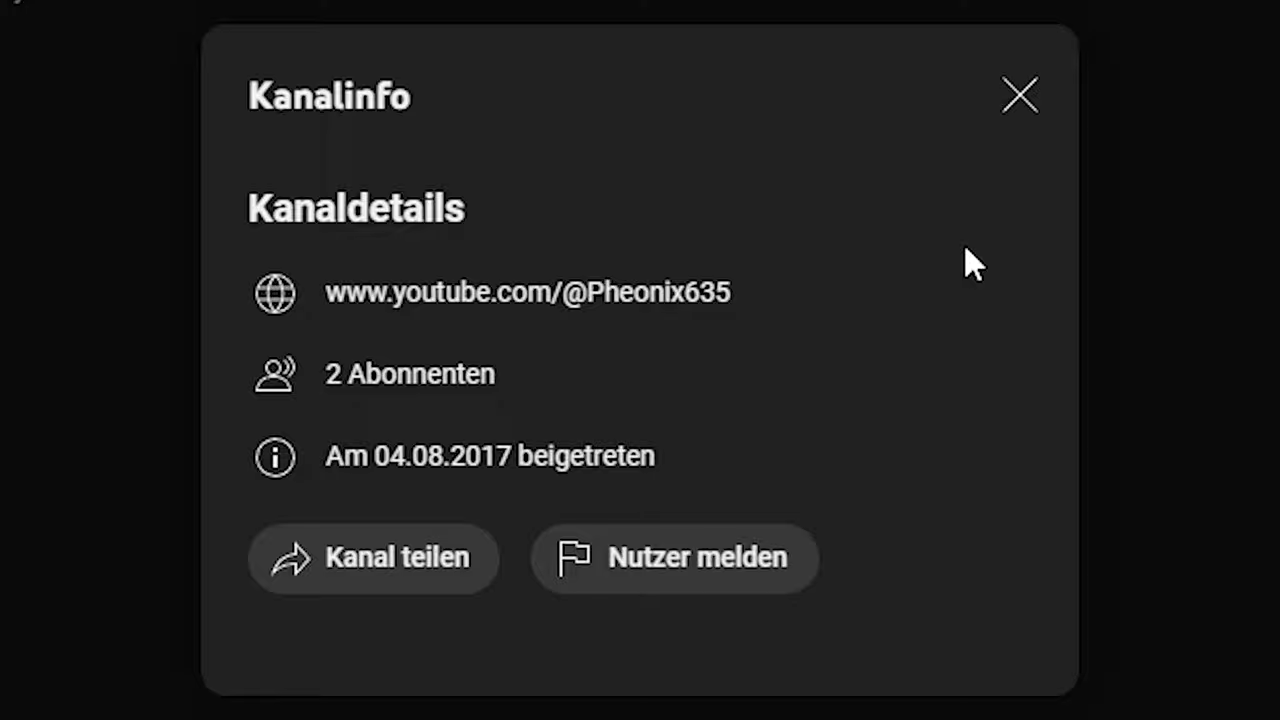 Kanalinfo
Kanaldetails
www.youtube.com/@Pheonix635
2 Abonnenten
Am 04.08.2017 beigetreten
Kanal teilen
Nutzer melden